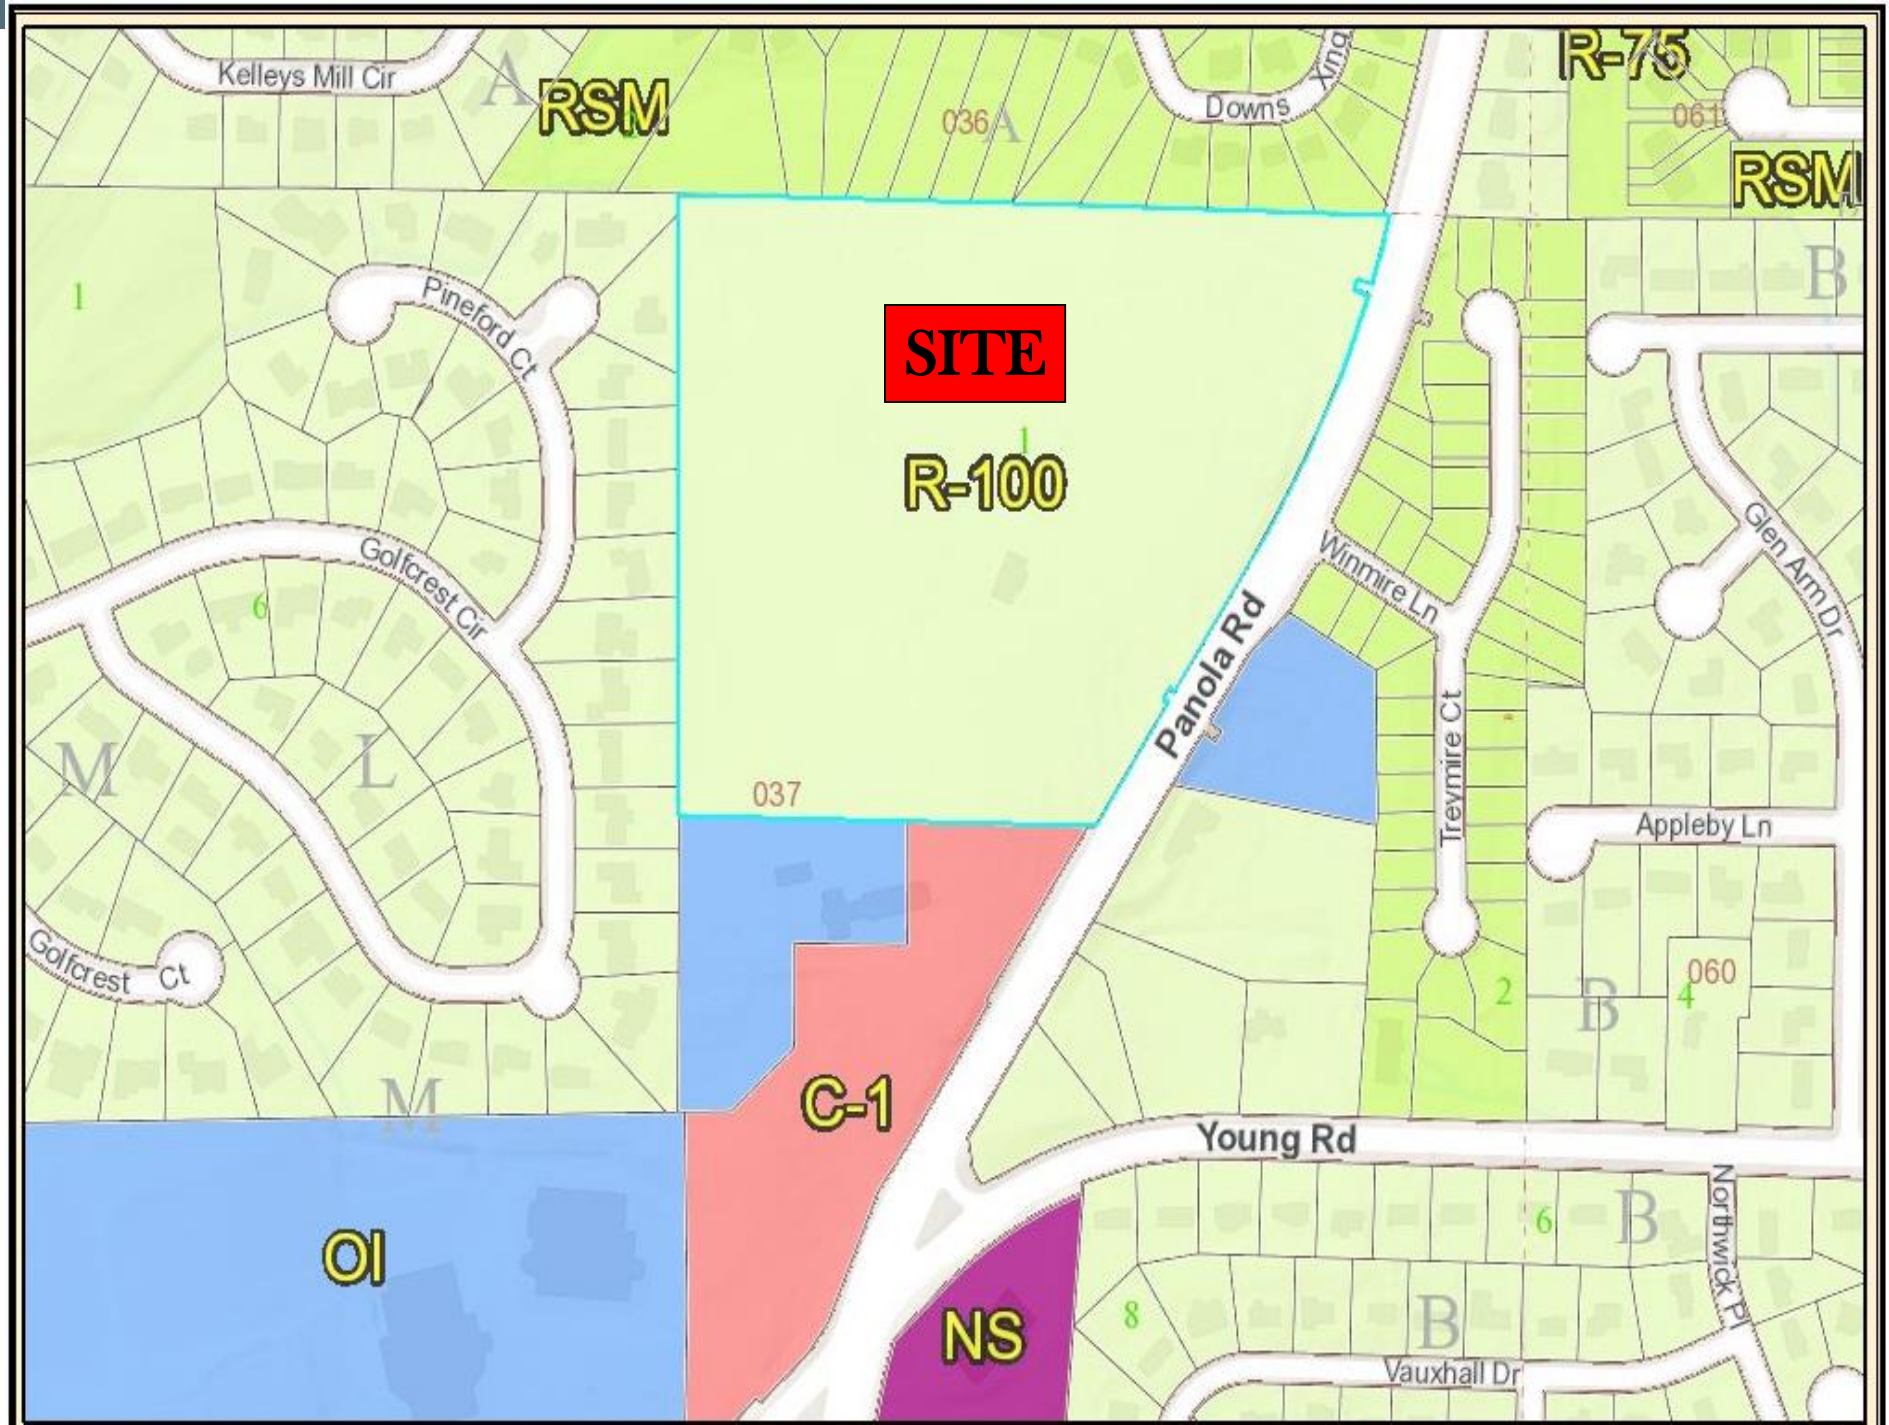 R-75
Kelleys Mill Cir
A
RSM
036
A
Downs
Xing
061
RSM
B
1
Pineford Ct
SITE
1
R-100
Golfcrest Cir
6
Winmire Ln
Glen Arm Dr
Panola Rd
M
L
037
Treymire Ct
Appleby Ln
Golfcrest Ct
2
B
4
060
M
C-1
Young Rd
Northwick Pl
OI
6
B
NS
8
B
Vauxhall Dr